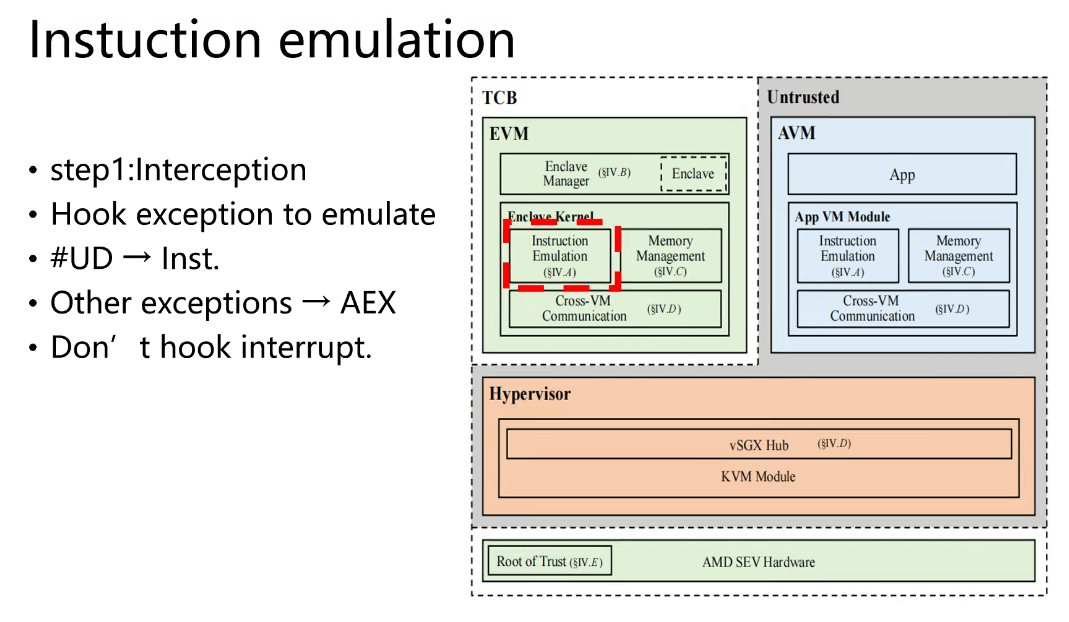 Instuction emulation
• step1:Interception
• Hook exception to emulate
• #UD → Inst.
• Other exceptions → AEX
• Don’t hook interrupt.
TCB
EVM
Enclave
Manager
(§IV.B)
Enclave
Enclave Kernel
Instruction
Emulation
(§IV.A)
Memory
Management
(§IV.C)
Cross-VM
Communication
(§IV.D)
Untrusted
AVM
App
App VM Module
Instruction
Emulation
(§IV.A)
Memory
Management
(§IV.C)
Cross-VM
Communication
(§IV.D)
Hypervisor
vSGX Hub (§IV.D)
KVM Module
Root of Trust (§IV.E)
AMD SEV Hardware